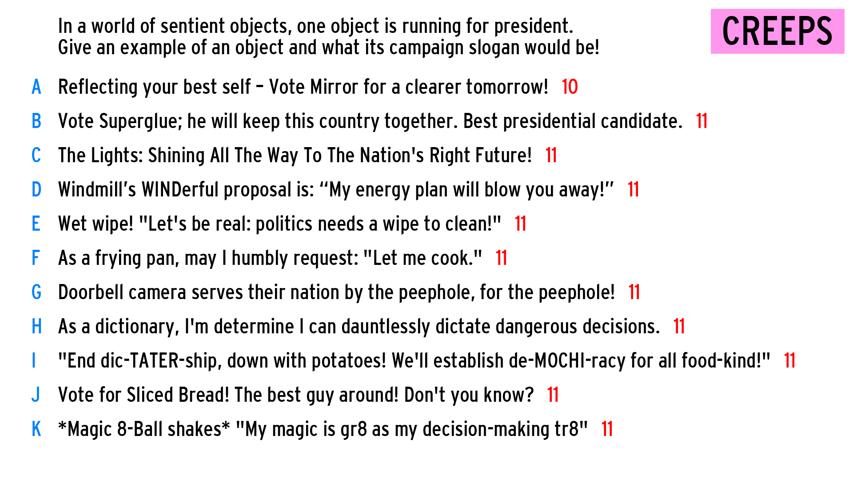 In a world of sentient objects, one object is running for president.
Give an example of an object and what its campaign slogan would be!
CREEPS
A Reflecting your best self – Vote Mirror for a clearer tomorrow! 10
B Vote Superglue; he will keep this country together. Best presidential candidate. 11
C The Lights: Shining All The Way To The Nation's Right Future! 11
D Windmill’s WINDerful proposal is: “My energy plan will blow you away!” 11
E Wet wipe! "Let's be real: politics needs a wipe to clean!" 11
F As a frying pan, may I humbly request: "Let me cook." 11
G Doorbell camera serves their nation by the peephole, for the peephole! 11
H As a dictionary, I'm determine I can dauntlessly dictate dangerous decisions. 11
I "End dic-TATER-ship, down with potatoes! We'll establish de-MOCHI-racy for all food-kind!" 11
J Vote for Sliced Bread! The best guy around! Don't you know? 11
K *Magic 8-Ball shakes* "My magic is gr8 as my decision-making tr8" 11